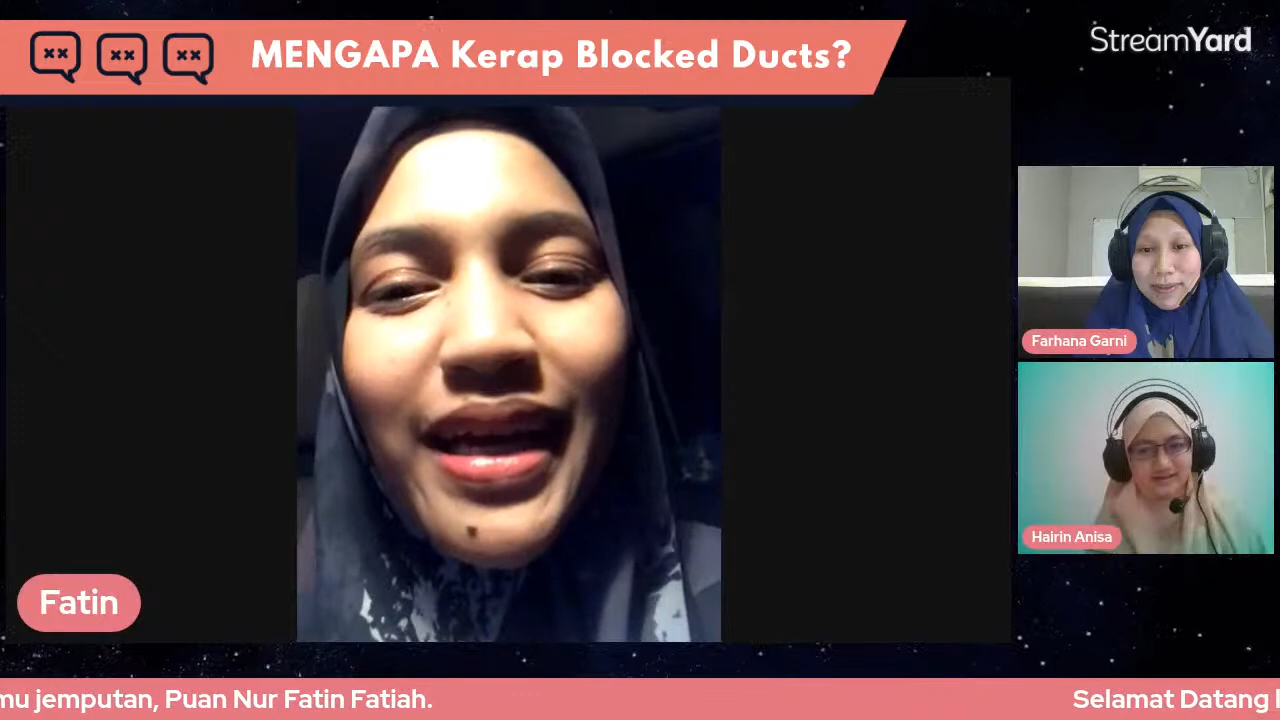 MENGAPA Kerap Blocked Ducts?
StreamYard
Farhana Garni
Hairin Anisa
Fatin
mu jemputan, Puan Nur Fatin Fatiah.
Selamat Datang